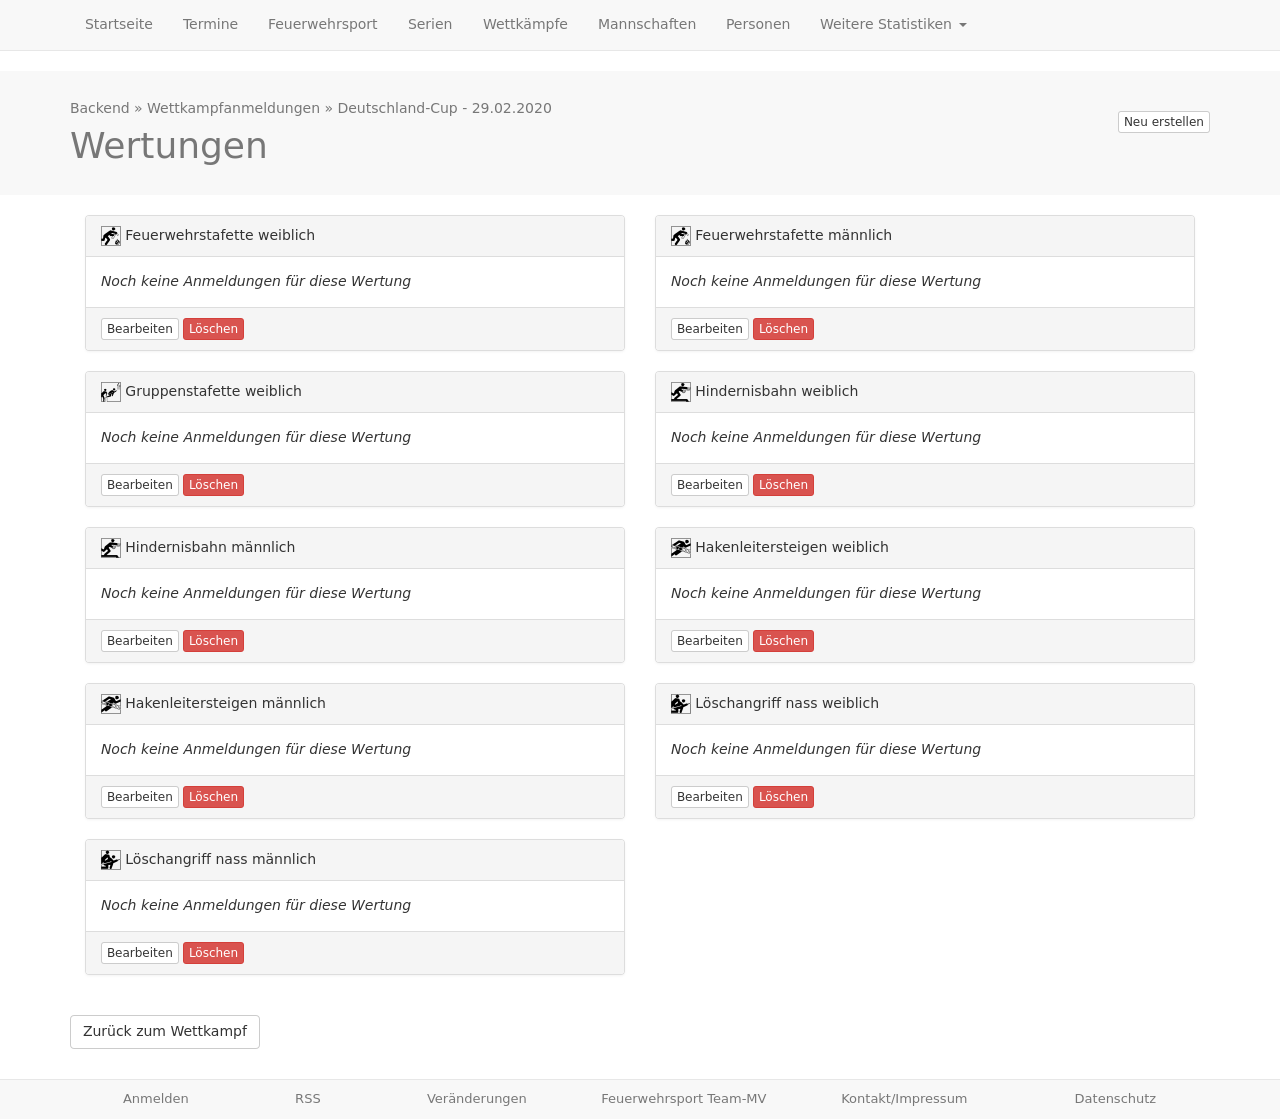 Startseite Termine Feuerwehrsport Serien Wettkämpfe Mannschaften Personen Weitere Statistiken
Backend » Wettkampfanmeldungen » Deutschland-Cup - 29.02.2020
Neu erstellen
Wertungen
Feuerwehrstafette weiblich
Noch keine Anmeldungen für diese Wertung
Bearbeiten Löschen
Feuerwehrstafette männlich
Noch keine Anmeldungen für diese Wertung
Bearbeiten Löschen
Gruppenstafette weiblich
Noch keine Anmeldungen für diese Wertung
Bearbeiten Löschen
Hindernisbahn weiblich
Noch keine Anmeldungen für diese Wertung
Bearbeiten Löschen
Hindernisbahn männlich
Noch keine Anmeldungen für diese Wertung
Bearbeiten Löschen
Hakenleitersteigen weiblich
Noch keine Anmeldungen für diese Wertung
Bearbeiten Löschen
Hakenleitersteigen männlich
Noch keine Anmeldungen für diese Wertung
Bearbeiten Löschen
Löschangriff nass weiblich
Noch keine Anmeldungen für diese Wertung
Bearbeiten Löschen
Löschangriff nass männlich
Noch keine Anmeldungen für diese Wertung
Bearbeiten Löschen
Zurück zum Wettkampf
Anmelden RSS Veränderungen Feuerwehrsport Team-MV Kontakt/Impressum Datenschutz